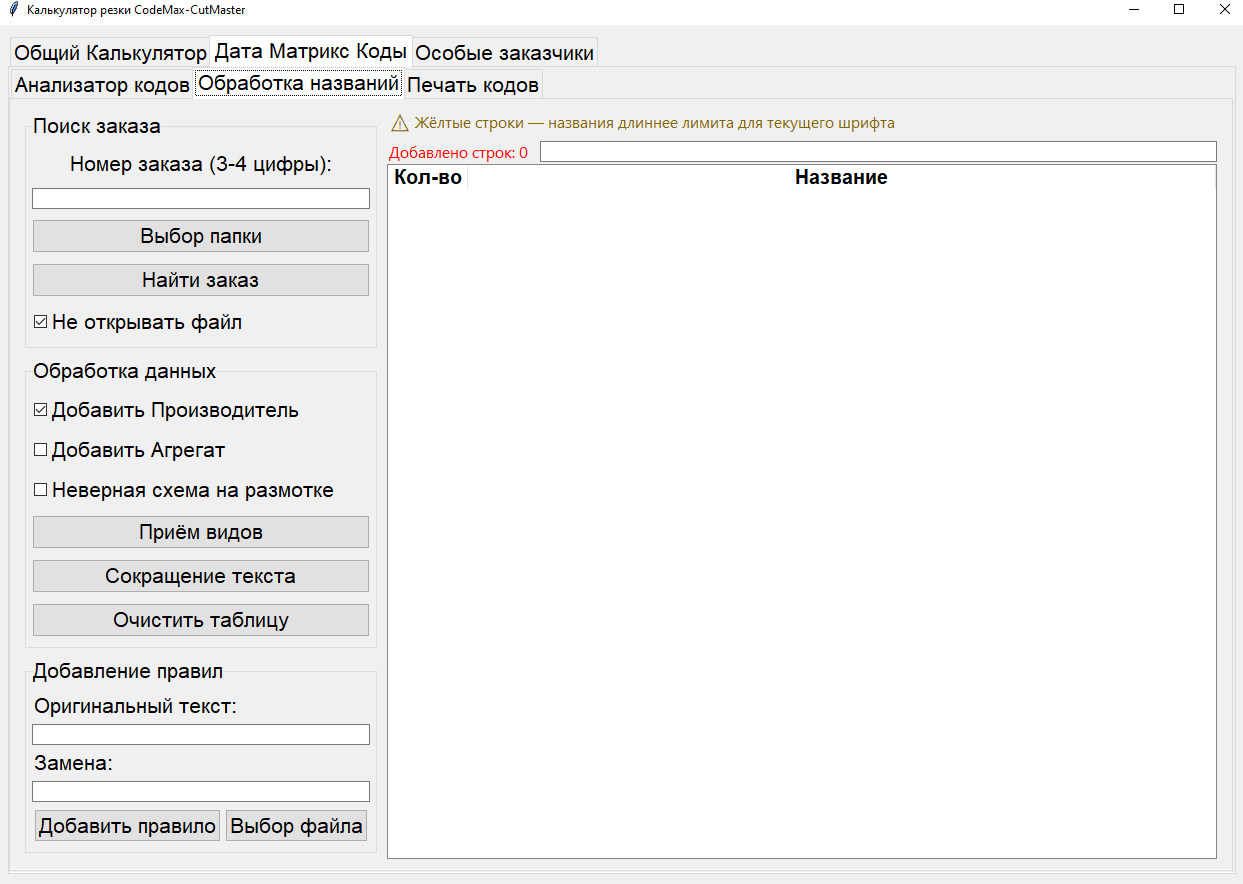 Калькулятор резки CodeMax-CutMaster
Общий Калькулятор Дата Матрикс Коды Особые заказчики
Анализатор кодов Обработка названий Печать кодов
Поиск заказа
Номер заказа (3-4 цифры):
Выбор папки
Найти заказ
Не открывать файл
Обработка данных
Добавить Производитель
Добавить Агрегат
Неверная схема на размотке
Приём видов
Сокращение текста
Очистить таблицу
Добавление правил
Оригинальный текст:
Замена:
Добавить правило Выбор файла
⚠ Жёлтые строки — названия длиннее лимита для текущего шрифта
Добавлено строк: 0
Кол-во Название